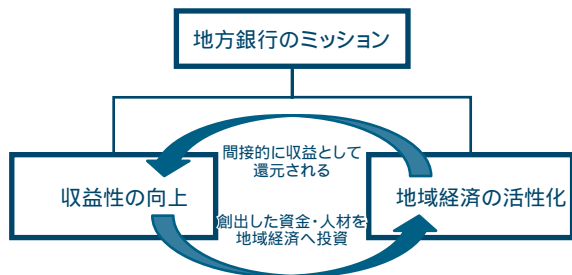 地方銀行のミッション
間接的に収益として
還元される
収益性の向上
地域経済の活性化
創出した資金・人材を
地域経済へ投資